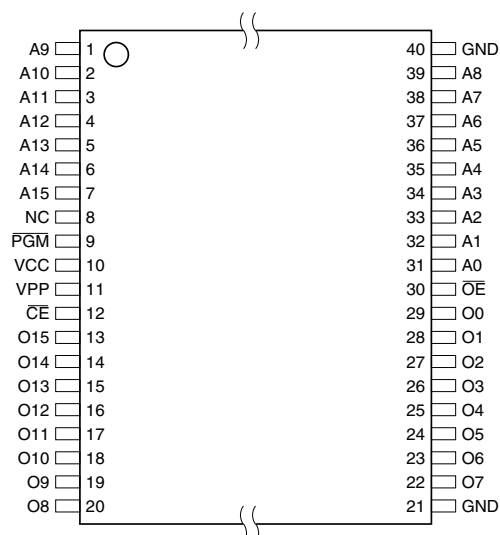 A9 1 40 GND
A10 2 39 A8
A11 3 38 A7
A12 4 37 A6
A13 5 36 A5
A14 6 35 A4
A15 7 34 A3
NC 8 33 A2
P̅G̅M̅ 9 32 A1
VCC 10 31 A0
VPP 11 30 O̅E̅
C̅E̅ 12 29 O0
O15 13 28 O1
O14 14 27 O2
O13 15 26 O3
O12 16 25 O4
O11 17 24 O5
O10 18 23 O6
O9 19 22 O7
O8 20 21 GND